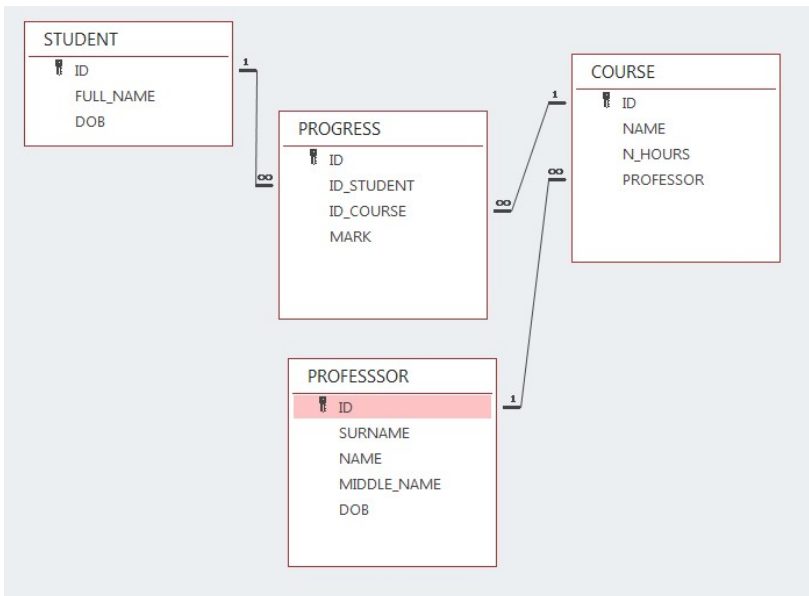 STUDENT
ID
FULL_NAME
DOB
1
∞
PROGRESS
ID
ID_STUDENT
ID_COURSE
MARK
∞
1
COURSE
ID
NAME
N_HOURS
PROFESSOR
∞
PROFESSSOR
ID
SURNAME
NAME
MIDDLE_NAME
DOB
1